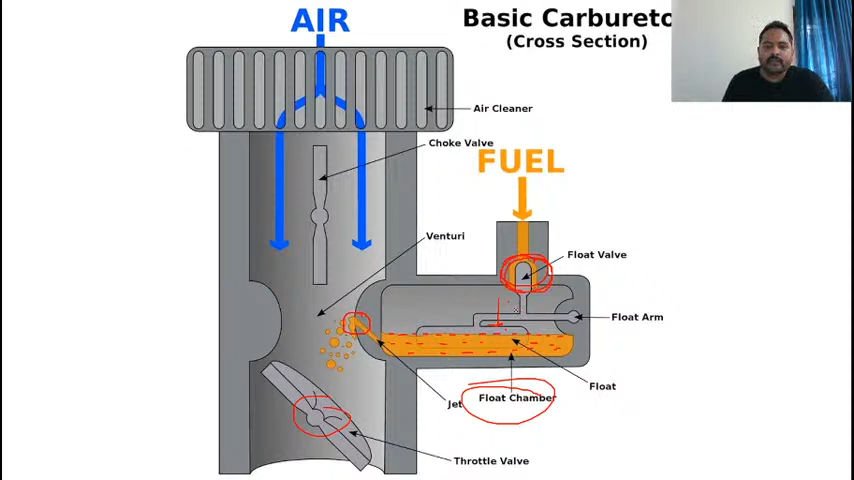 AIR
Basic Carbureto
(Cross Section)
Air Cleaner
Choke Valve
FUEL
Venturi
Float Valve
Float Arm
Float
Float Chamber
Jet
Throttle Valve